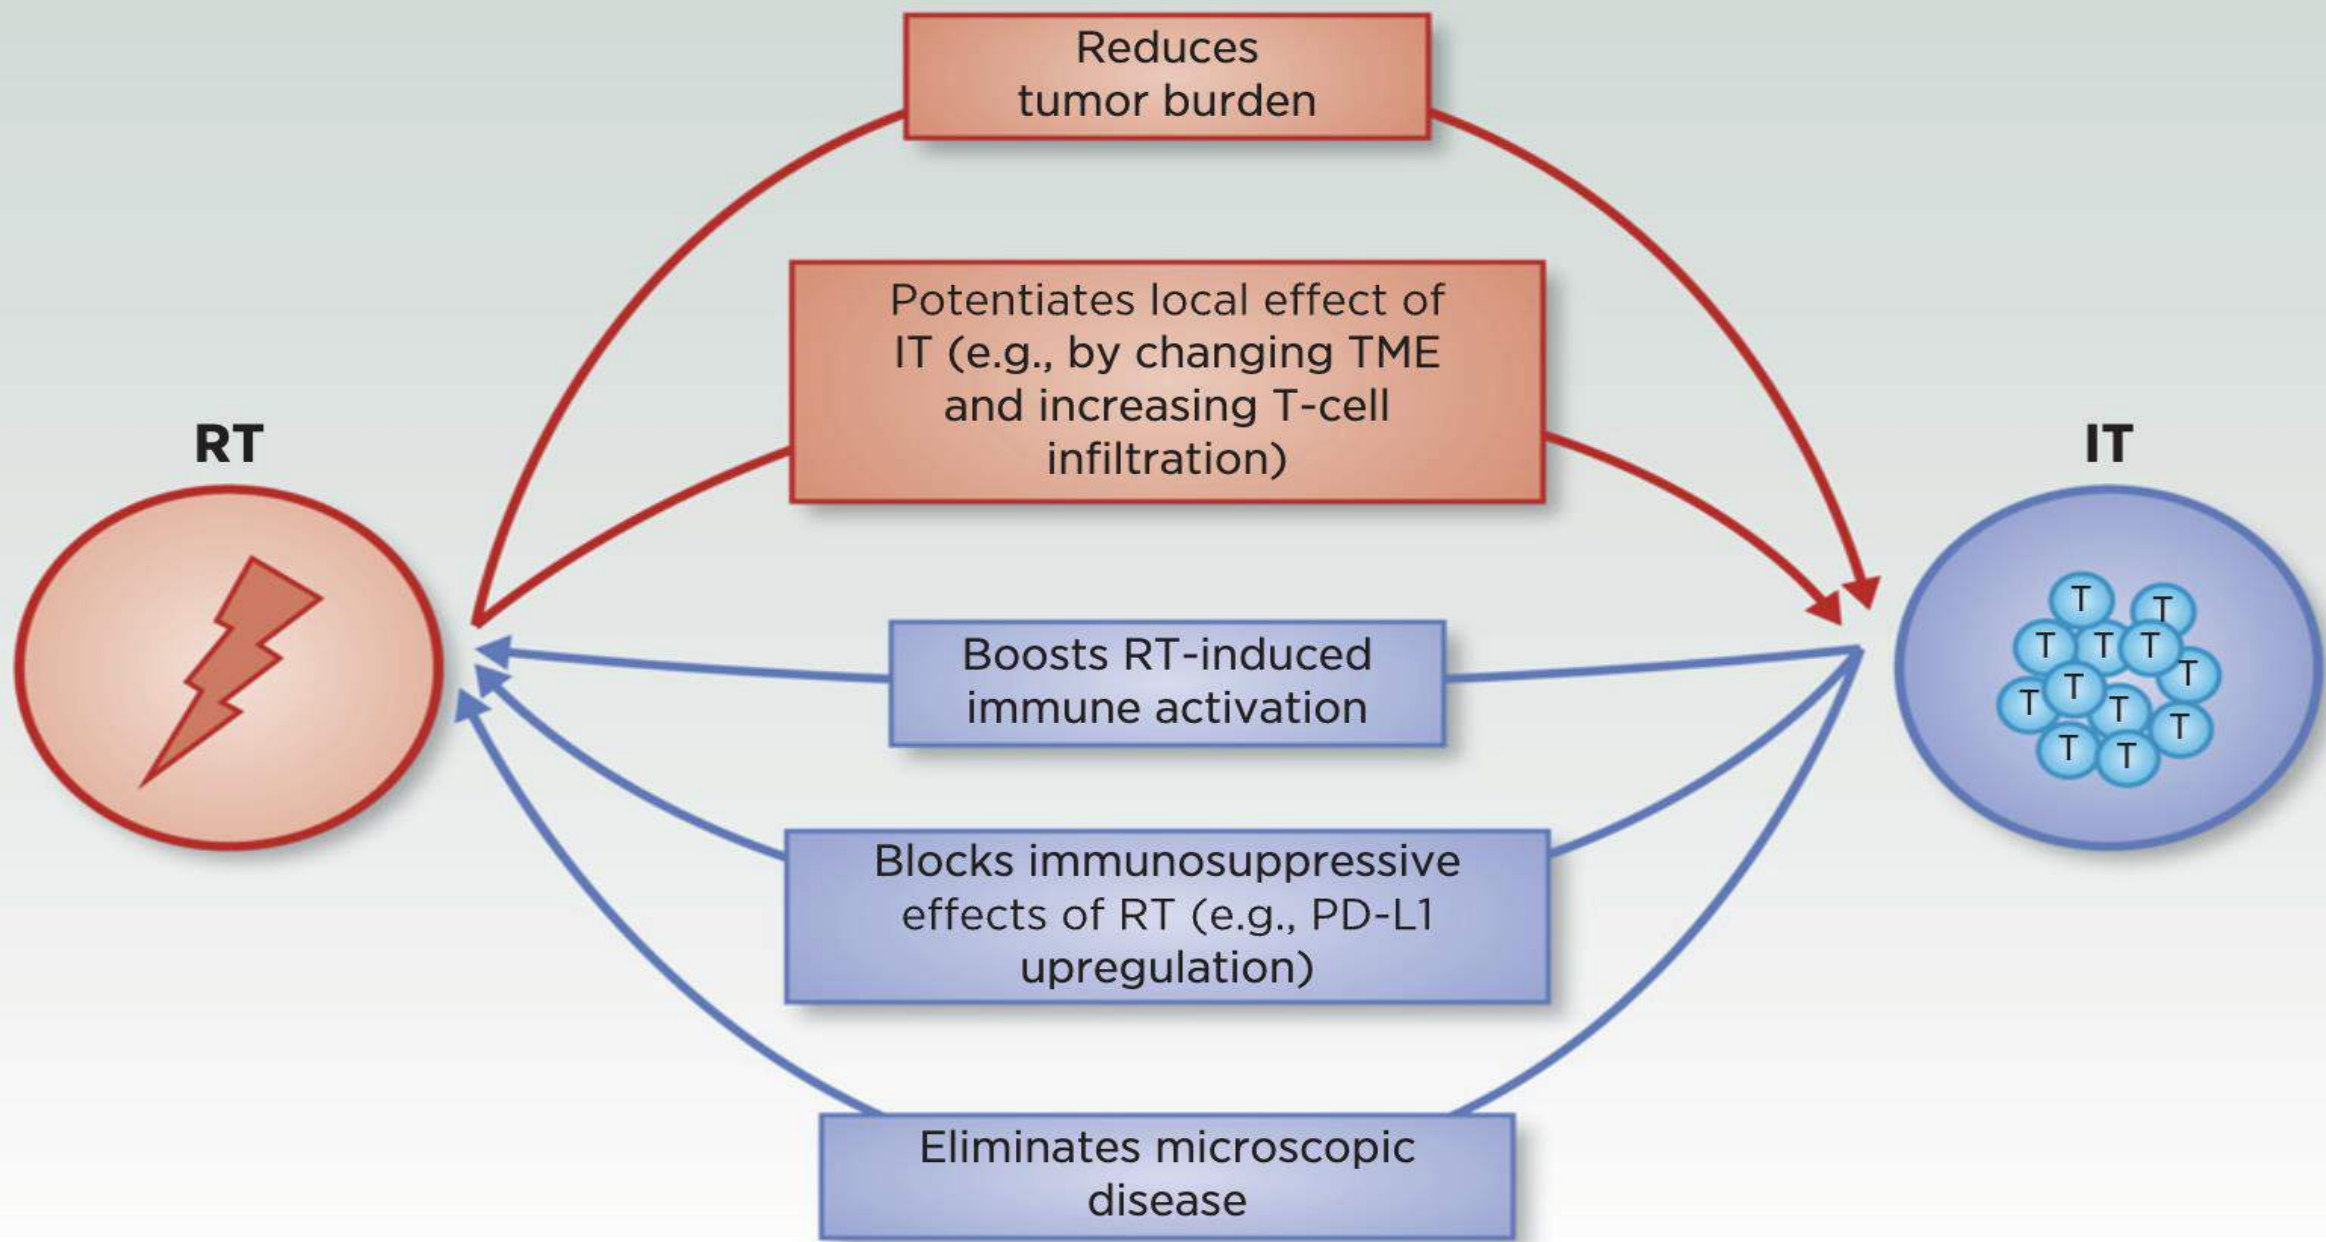 Reduces
tumor burden
Potentiates local effect of
IT (e.g., by changing TME
and increasing T-cell
infiltration)
RT
IT
T
T
T
T
T
T
T
T
T
T
T
T
Boosts RT-induced
immune activation
Blocks immunosuppressive
effects of RT (e.g., PD-L1
upregulation)
Eliminates microscopic
disease